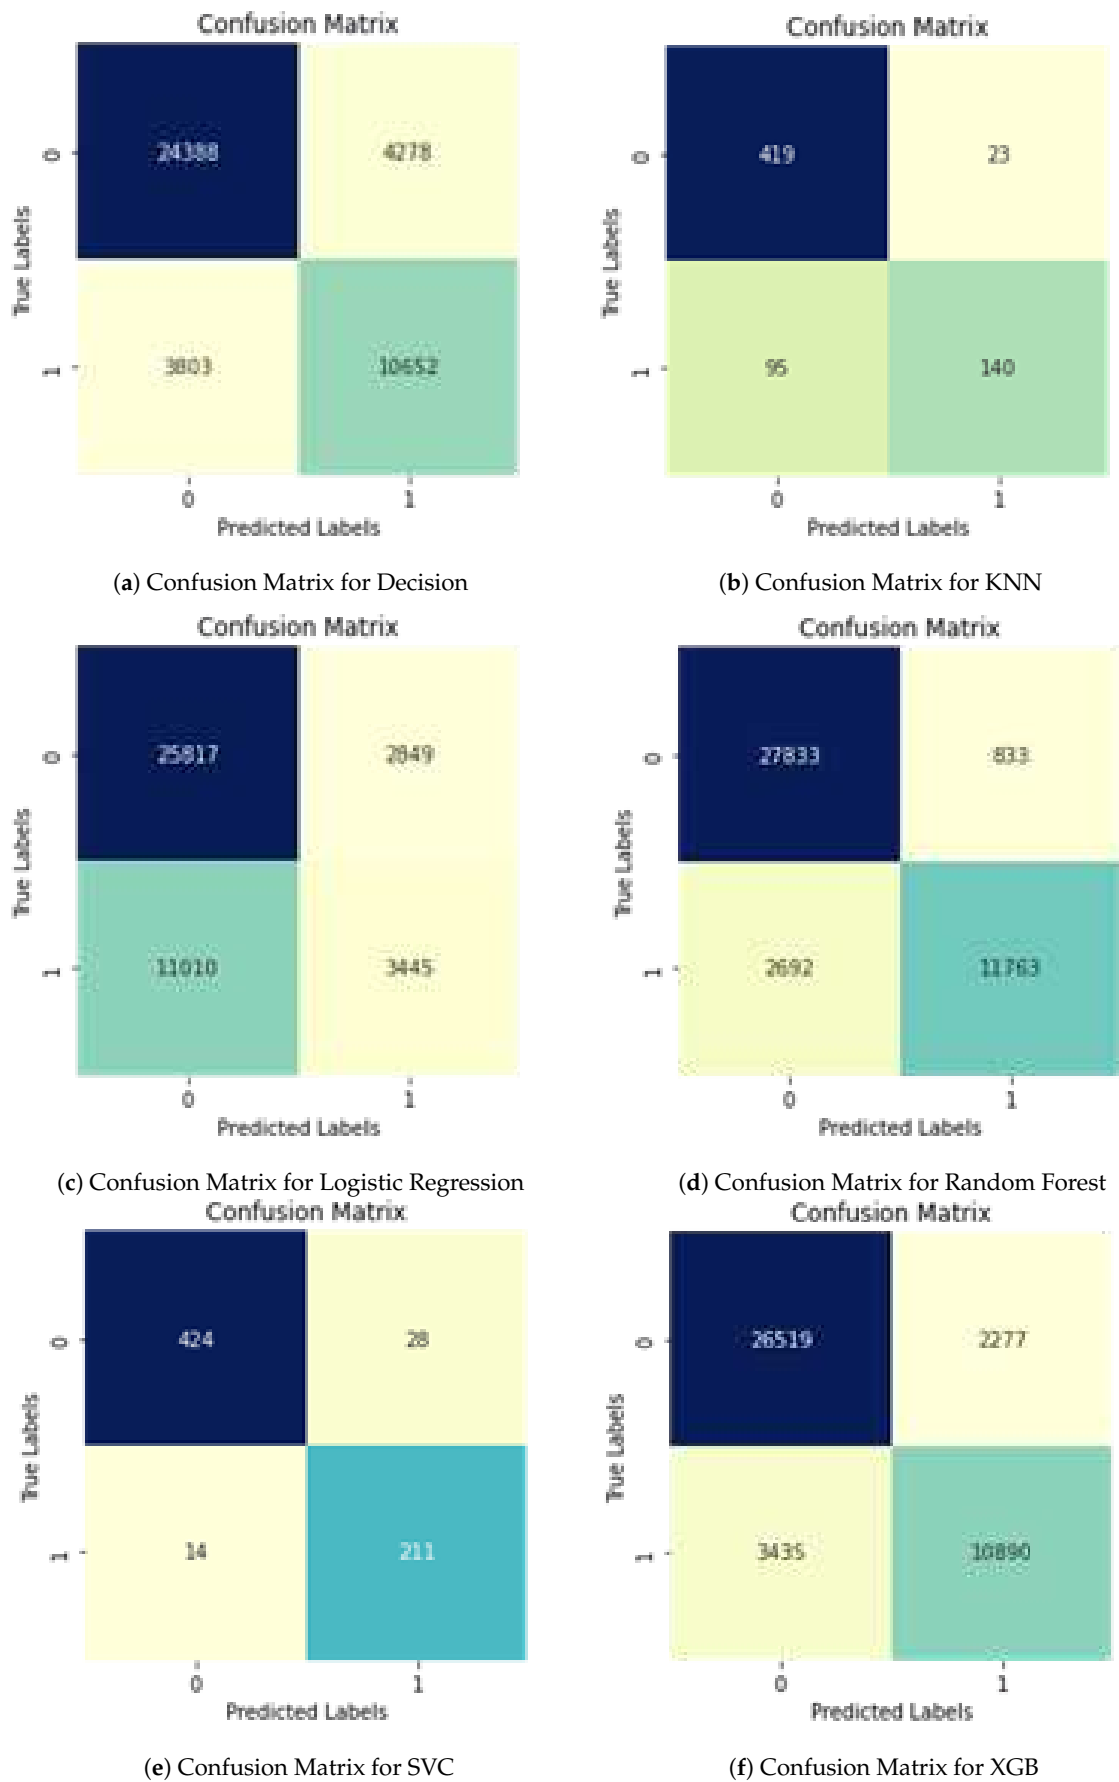 Confusion Matrix
True Labels
0
24388
4278
1
3803
10652
0
1
Predicted Labels
(a) Confusion Matrix for Decision
Confusion Matrix
True Labels
0
419
23
1
95
140
0
1
Predicted Labels
(b) Confusion Matrix for KNN
Confusion Matrix
True Labels
0
25817
2849
1
11010
3445
0
1
Predicted Labels
(c) Confusion Matrix for Logistic Regression
Confusion Matrix
True Labels
0
27833
833
1
2692
11763
0
1
Predicted Labels
(d) Confusion Matrix for Random Forest
Confusion Matrix
True Labels
0
424
28
1
14
211
0
1
Predicted Labels
(e) Confusion Matrix for SVC
Confusion Matrix
True Labels
0
26519
2277
1
3435
10890
0
1
Predicted Labels
(f) Confusion Matrix for XGB